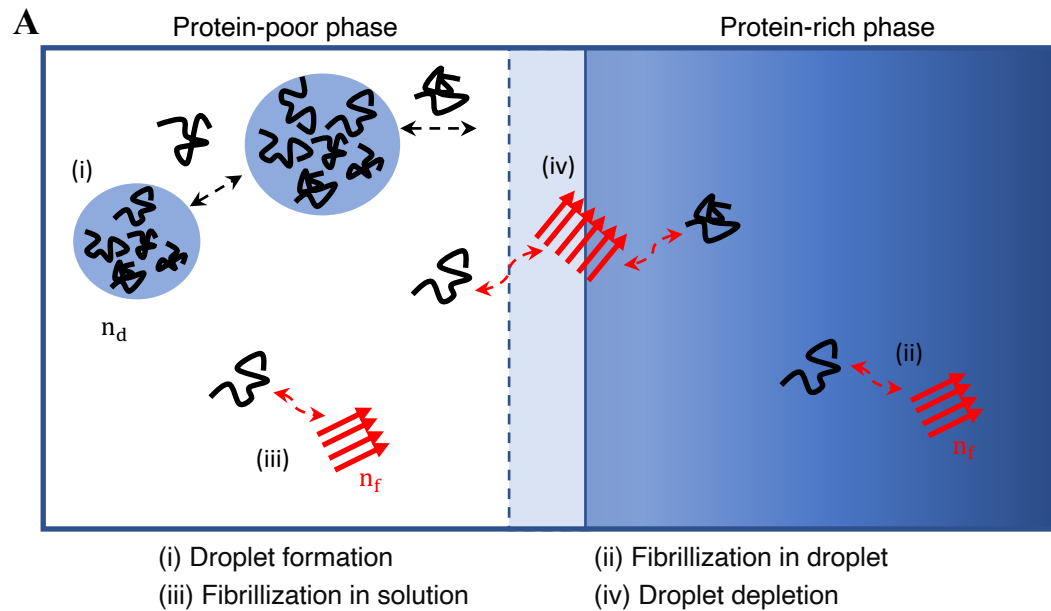 A
Protein-poor phase
Protein-rich phase
(i)
(iv)
n_d
(ii)
(iii)
n_f
n_f
(i) Droplet formation
(ii) Fibrillization in droplet
(iii) Fibrillization in solution
(iv) Droplet depletion